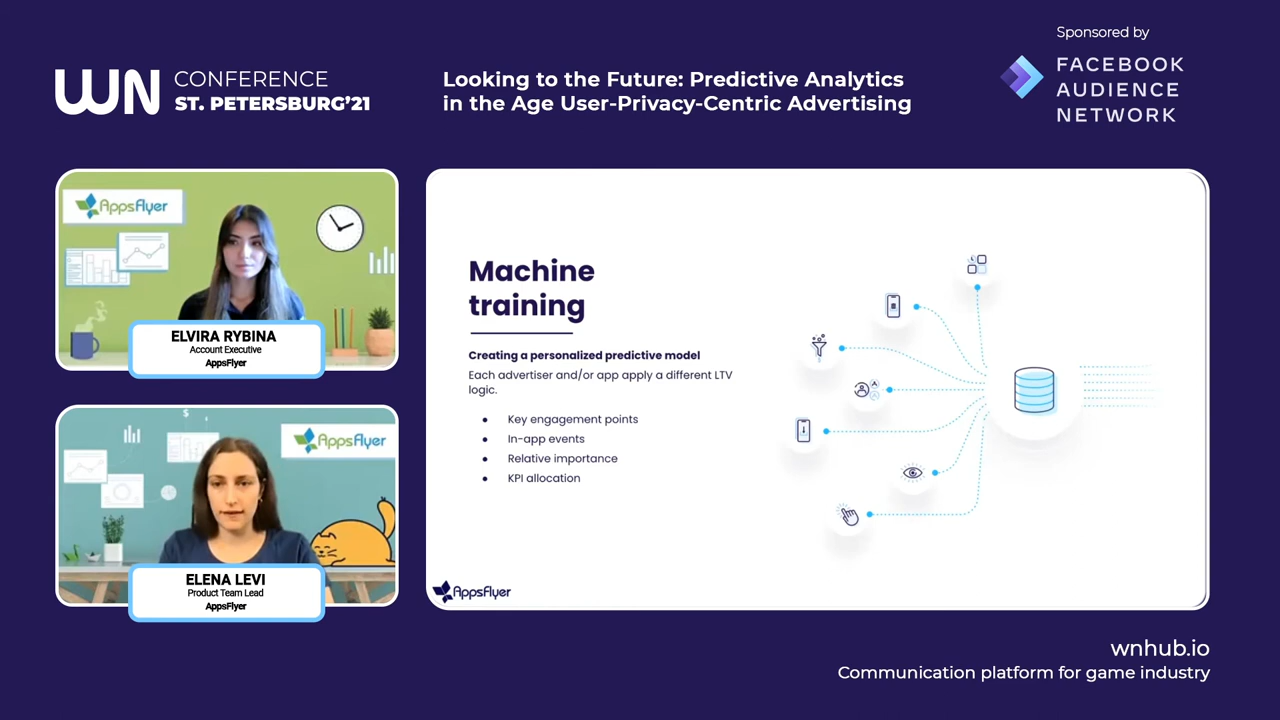 Sponsored by
WN CONFERENCE
ST. PETERSBURG'21
Looking to the Future: Predictive Analytics
in the Age User-Privacy-Centric Advertising
FACEBOOK
AUDIENCE
NETWORK
AppsFlyer
ELVIRA RYBINA
Account Executive
AppsFlyer
AppsFlyer
ELENA LEVI
Product Team Lead
AppsFlyer
Machine
training
Creating a personalized predictive model
Each advertiser and/or app apply a different LTV
logic.
• Key engagement points
• In-app events
• Relative importance
• KPI allocation
AppsFlyer
wnhub.io
Communication platform for game industry